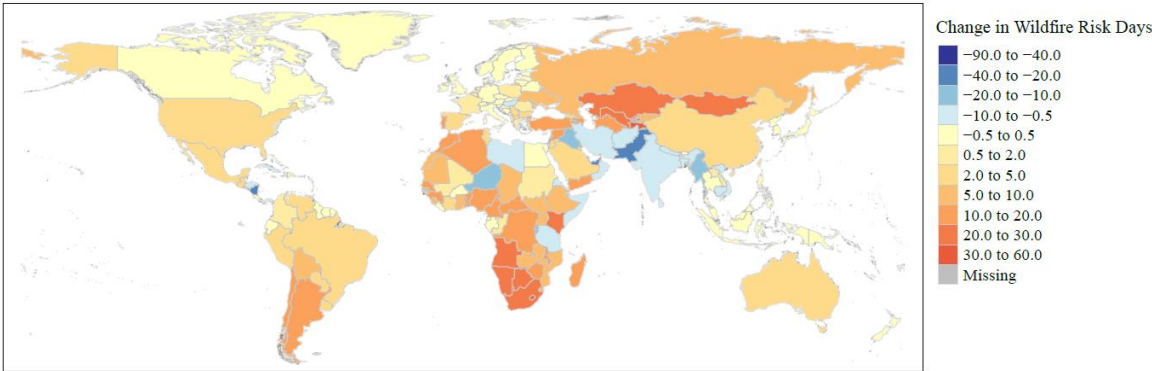 Change in Wildfire Risk Days
−90.0 to −40.0
−40.0 to −20.0
−20.0 to −10.0
−10.0 to −0.5
−0.5 to 0.5
0.5 to 2.0
2.0 to 5.0
5.0 to 10.0
10.0 to 20.0
20.0 to 30.0
30.0 to 60.0
Missing